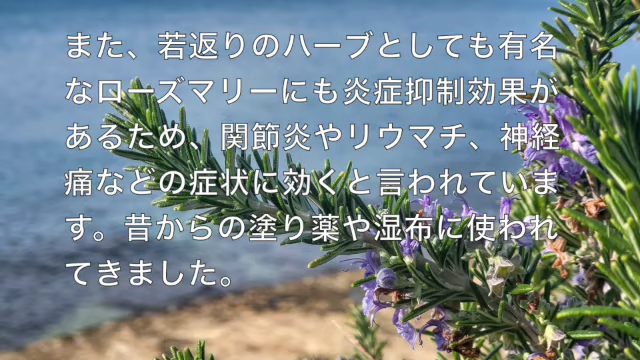 また、若返りのハーブとしても有名
なローズマリーにも炎症抑制効果が
あるため、関節炎やリウマチ、神経
痛などの症状に効くと言われていま
す。昔からの塗り薬や湿布に使われ
てきました。